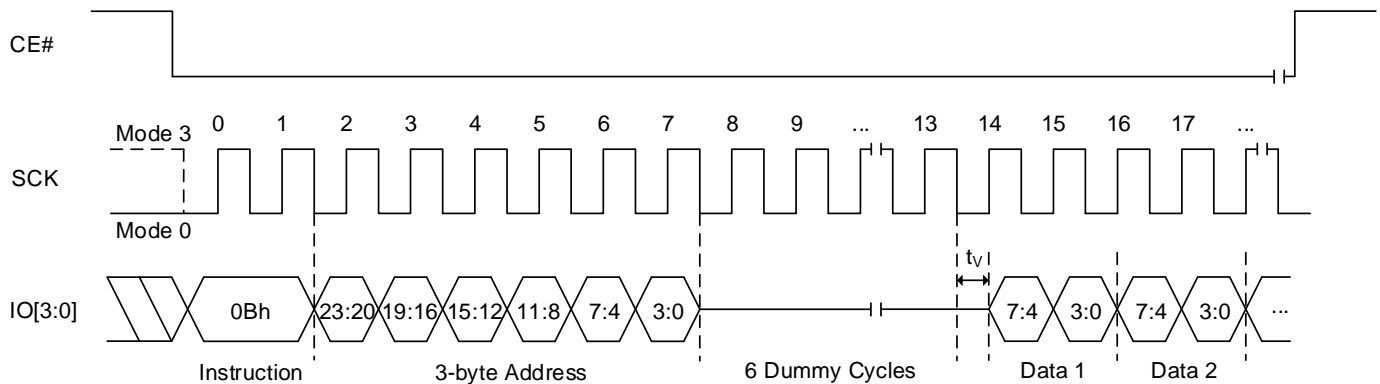 CE#
Mode 3
0 1 2 3 4 5 6 7 8 9 ... 13 14 15 16 17 ...
SCK
Mode 0
tV
IO[3:0]
0Bh 23:20 19:16 15:12 11:8 7:4 3:0 7:4 3:0 7:4 3:0 ...
Instruction 3-byte Address 6 Dummy Cycles Data 1 Data 2